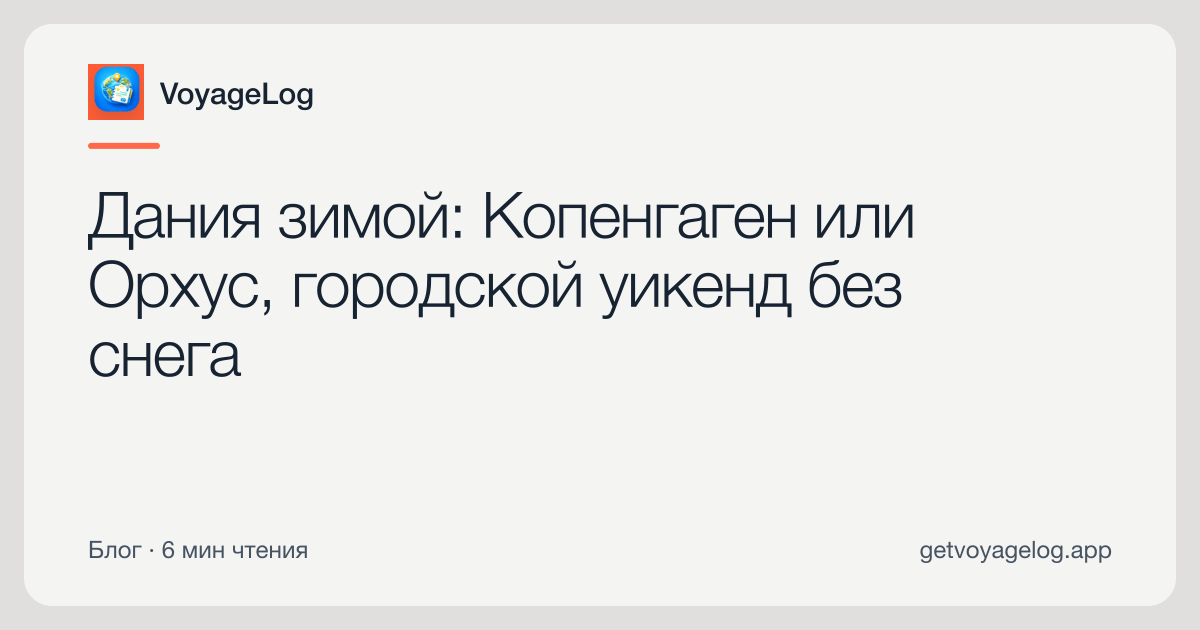 VoyageLog
Дания зимой: Копенгаген или
Орхус, городской уикенд без
снега
Блог · 6 мин чтения
getvoyagelog.app